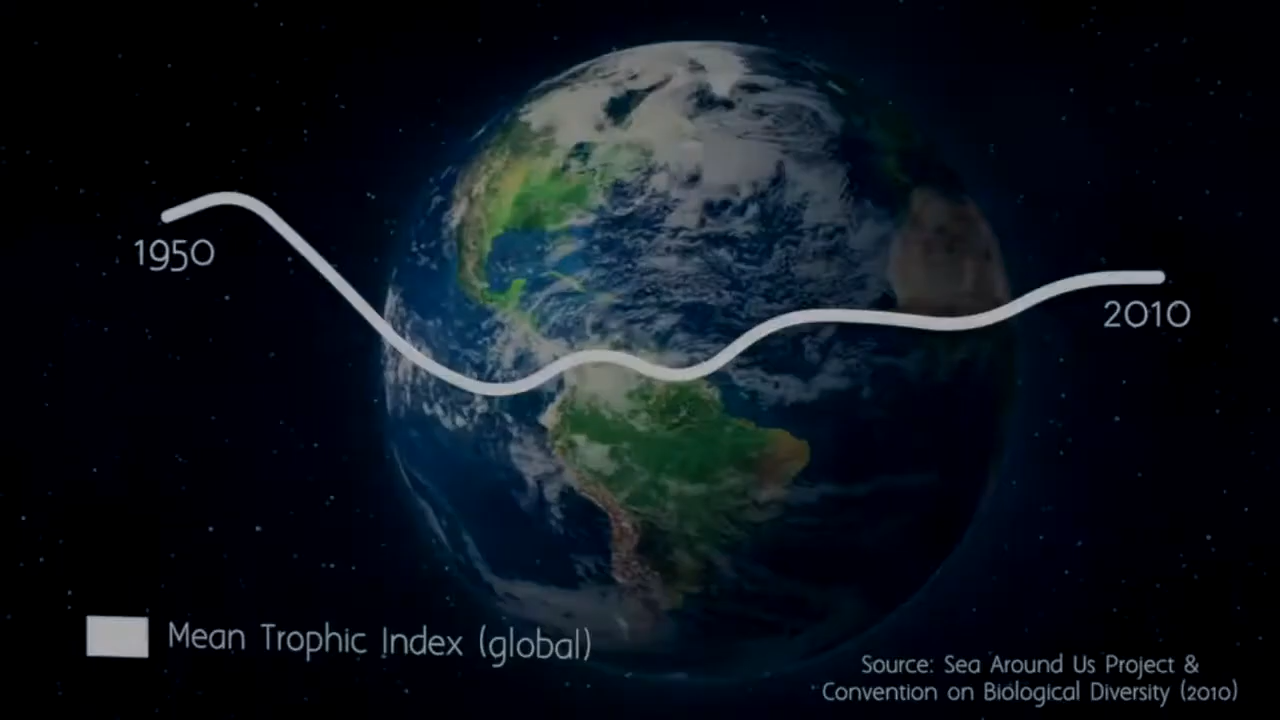 1950
2010
Mean Trophic Index (global)
Source: Sea Around Us Project &
Convention on Biological Diversity (2010)